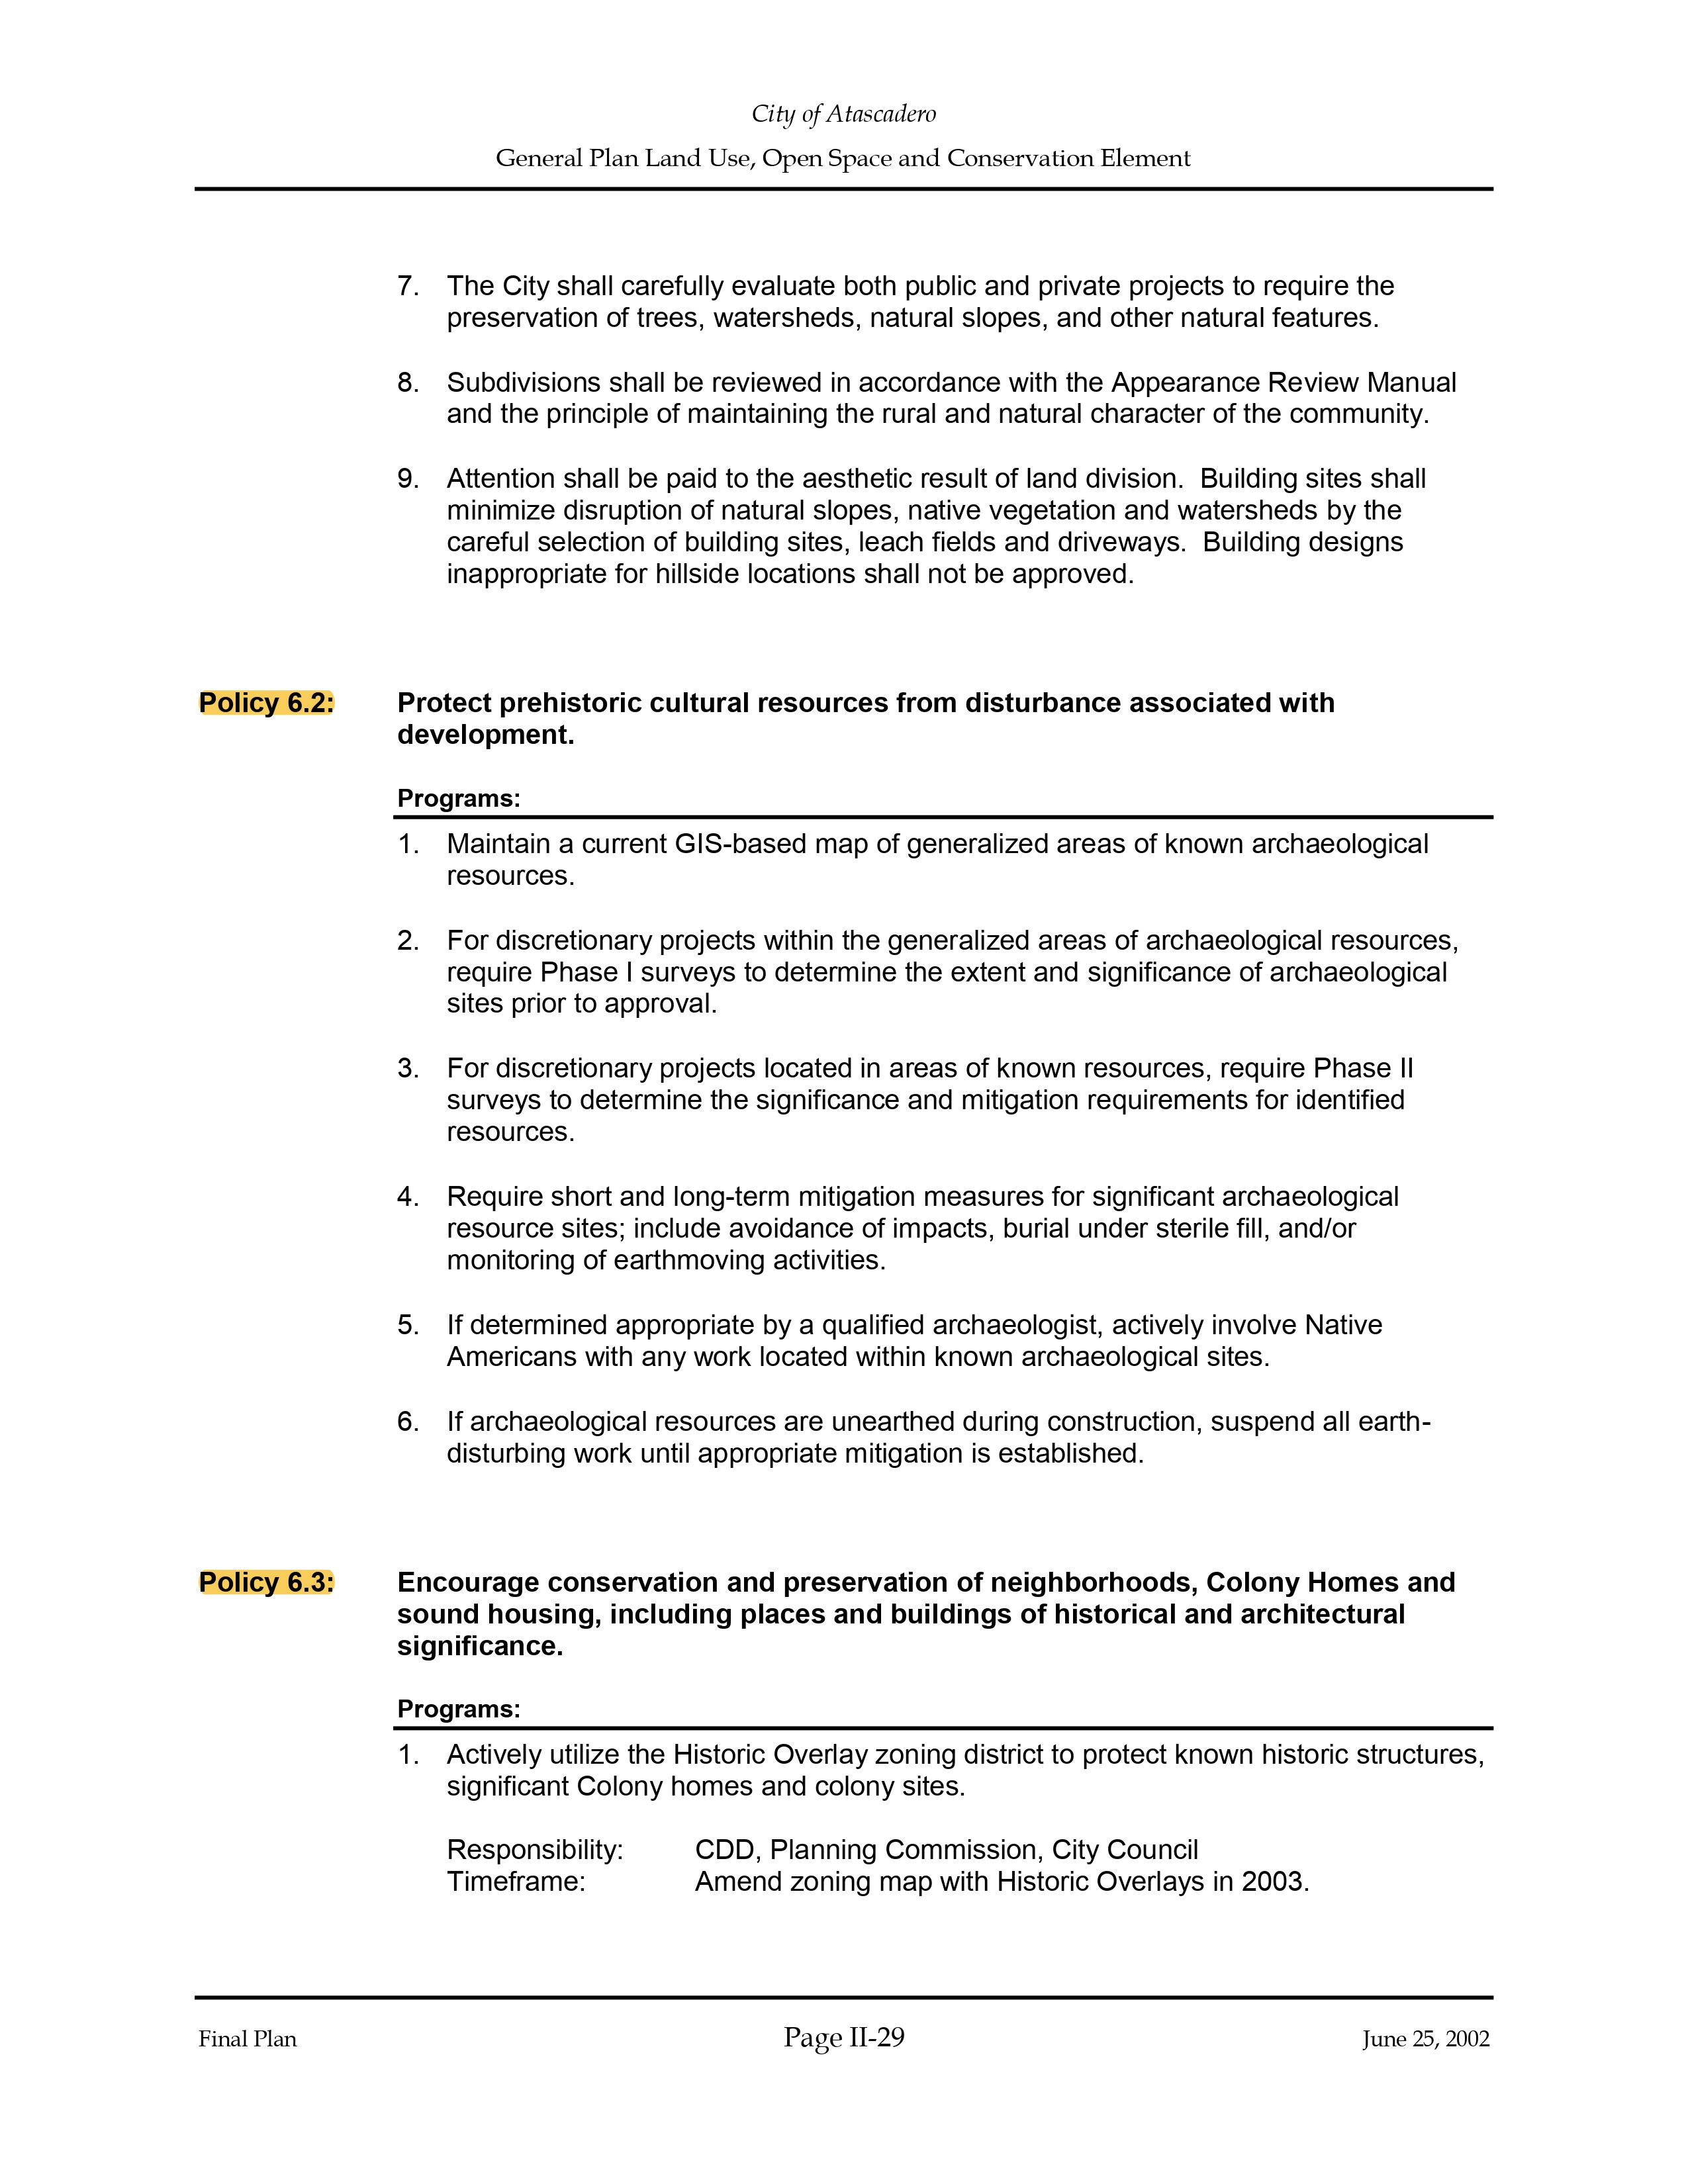 City of Atascadero
General Plan Land Use, Open Space and Conservation Element
7. The City shall carefully evaluate both public and private projects to require the
preservation of trees, watersheds, natural slopes, and other natural features.
8. Subdivisions shall be reviewed in accordance with the Appearance Review Manual
and the principle of maintaining the rural and natural character of the community.
9. Attention shall be paid to the aesthetic result of land division. Building sites shall
minimize disruption of natural slopes, native vegetation and watersheds by the
careful selection of building sites, leach fields and driveways. Building designs
inappropriate for hillside locations shall not be approved.
Policy 6.2: Protect prehistoric cultural resources from disturbance associated with
development.
Programs:
1. Maintain a current GIS-based map of generalized areas of known archaeological
resources.
2. For discretionary projects within the generalized areas of archaeological resources,
require Phase I surveys to determine the extent and significance of archaeological
sites prior to approval.
3. For discretionary projects located in areas of known resources, require Phase II
surveys to determine the significance and mitigation requirements for identified
resources.
4. Require short and long-term mitigation measures for significant archaeological
resource sites; include avoidance of impacts, burial under sterile fill, and/or
monitoring of earthmoving activities.
5. If determined appropriate by a qualified archaeologist, actively involve Native
Americans with any work located within known archaeological sites.
6. If archaeological resources are unearthed during construction, suspend all earth-
disturbing work until appropriate mitigation is established.
Policy 6.3: Encourage conservation and preservation of neighborhoods, Colony Homes and
sound housing, including places and buildings of historical and architectural
significance.
Programs:
1. Actively utilize the Historic Overlay zoning district to protect known historic structures,
significant Colony homes and colony sites.
Responsibility: CDD, Planning Commission, City Council
Timeframe: Amend zoning map with Historic Overlays in 2003.
Final Plan Page II-29 June 25, 2002